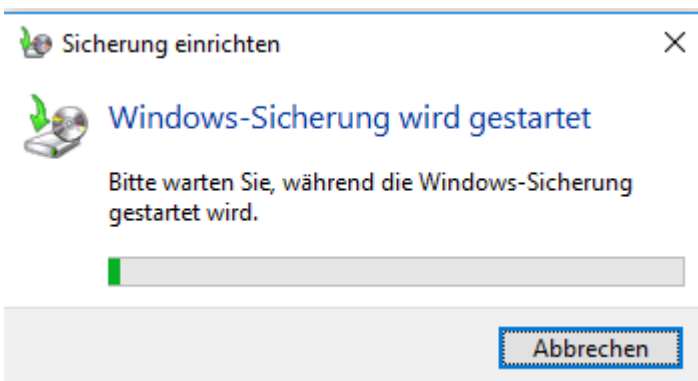 Sicherung einrichten
Windows-Sicherung wird gestartet
Bitte warten Sie, während die Windows-Sicherung
gestartet wird.
Abbrechen